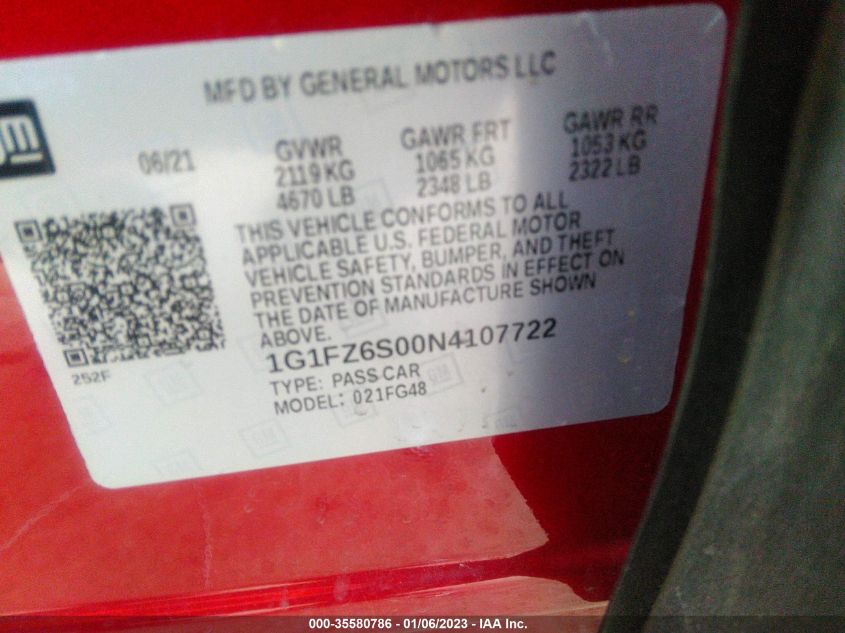 MFD BY GENERAL MOTORS LLC
gm
06/21
GVWR
2119 KG
4670 LB
GAWR FRT
1065 KG
2348 LB
GAWR RR
1053 KG
2322 LB
THIS VEHICLE CONFORMS TO ALL
APPLICABLE U.S. FEDERAL MOTOR
VEHICLE SAFETY, BUMPER, AND THEFT
PREVENTION STANDARDS IN EFFECT ON
THE DATE OF MANUFACTURE SHOWN
ABOVE.
252F
1G1FZ6S00N4107722
TYPE: PASS CAR
MODEL: 021FG48
000-35580786 - 01/06/2023 - IAA Inc.